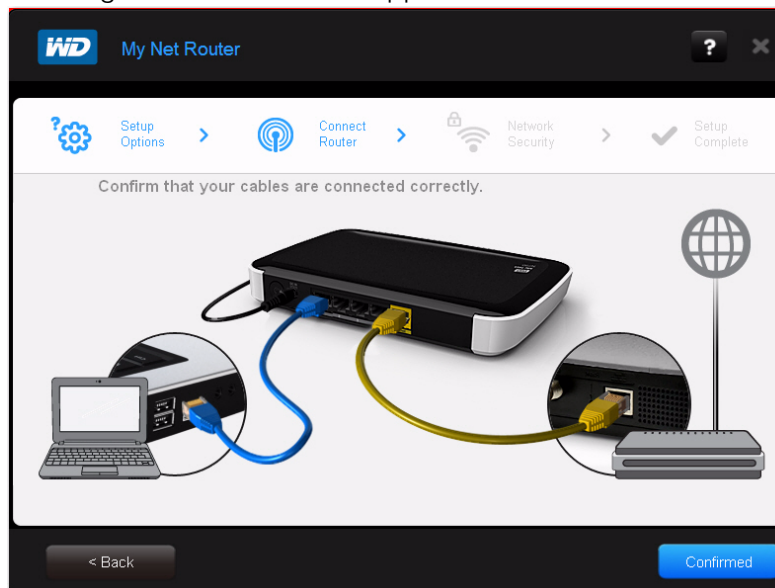 WD
My Net Router
?
Setup
Options
Connect
Router
Network
Security
Setup
Complete
Confirm that your cables are connected correctly.
< Back
Confirmed